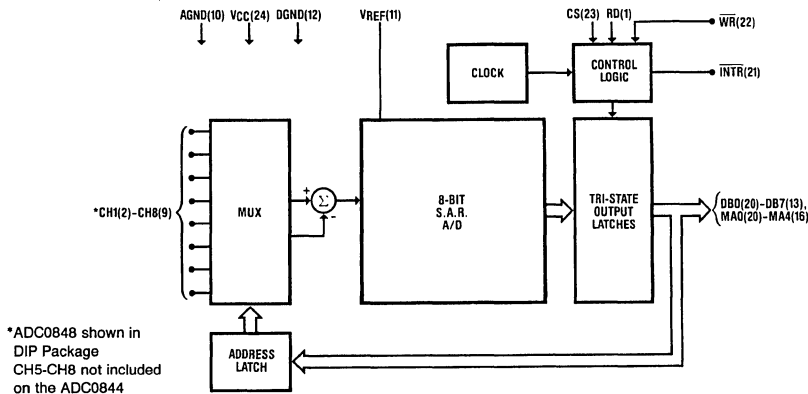 AGND(10) VCC(24) DGND(12) VREF(11) CS(23) RD(1)
WR(22)
CLOCK
CONTROL
LOGIC
INTR(21)
*CH1(2)-CH8(9)
MUX
+
Σ
-
8-BIT
S.A.R.
A/D
TRI-STATE
OUTPUT
LATCHES
DB0(20)-DB7(13),
MA0(20)-MA4(16)
ADDRESS
LATCH
*ADC0848 shown in
DIP Package
CH5-CH8 not included
on the ADC0844